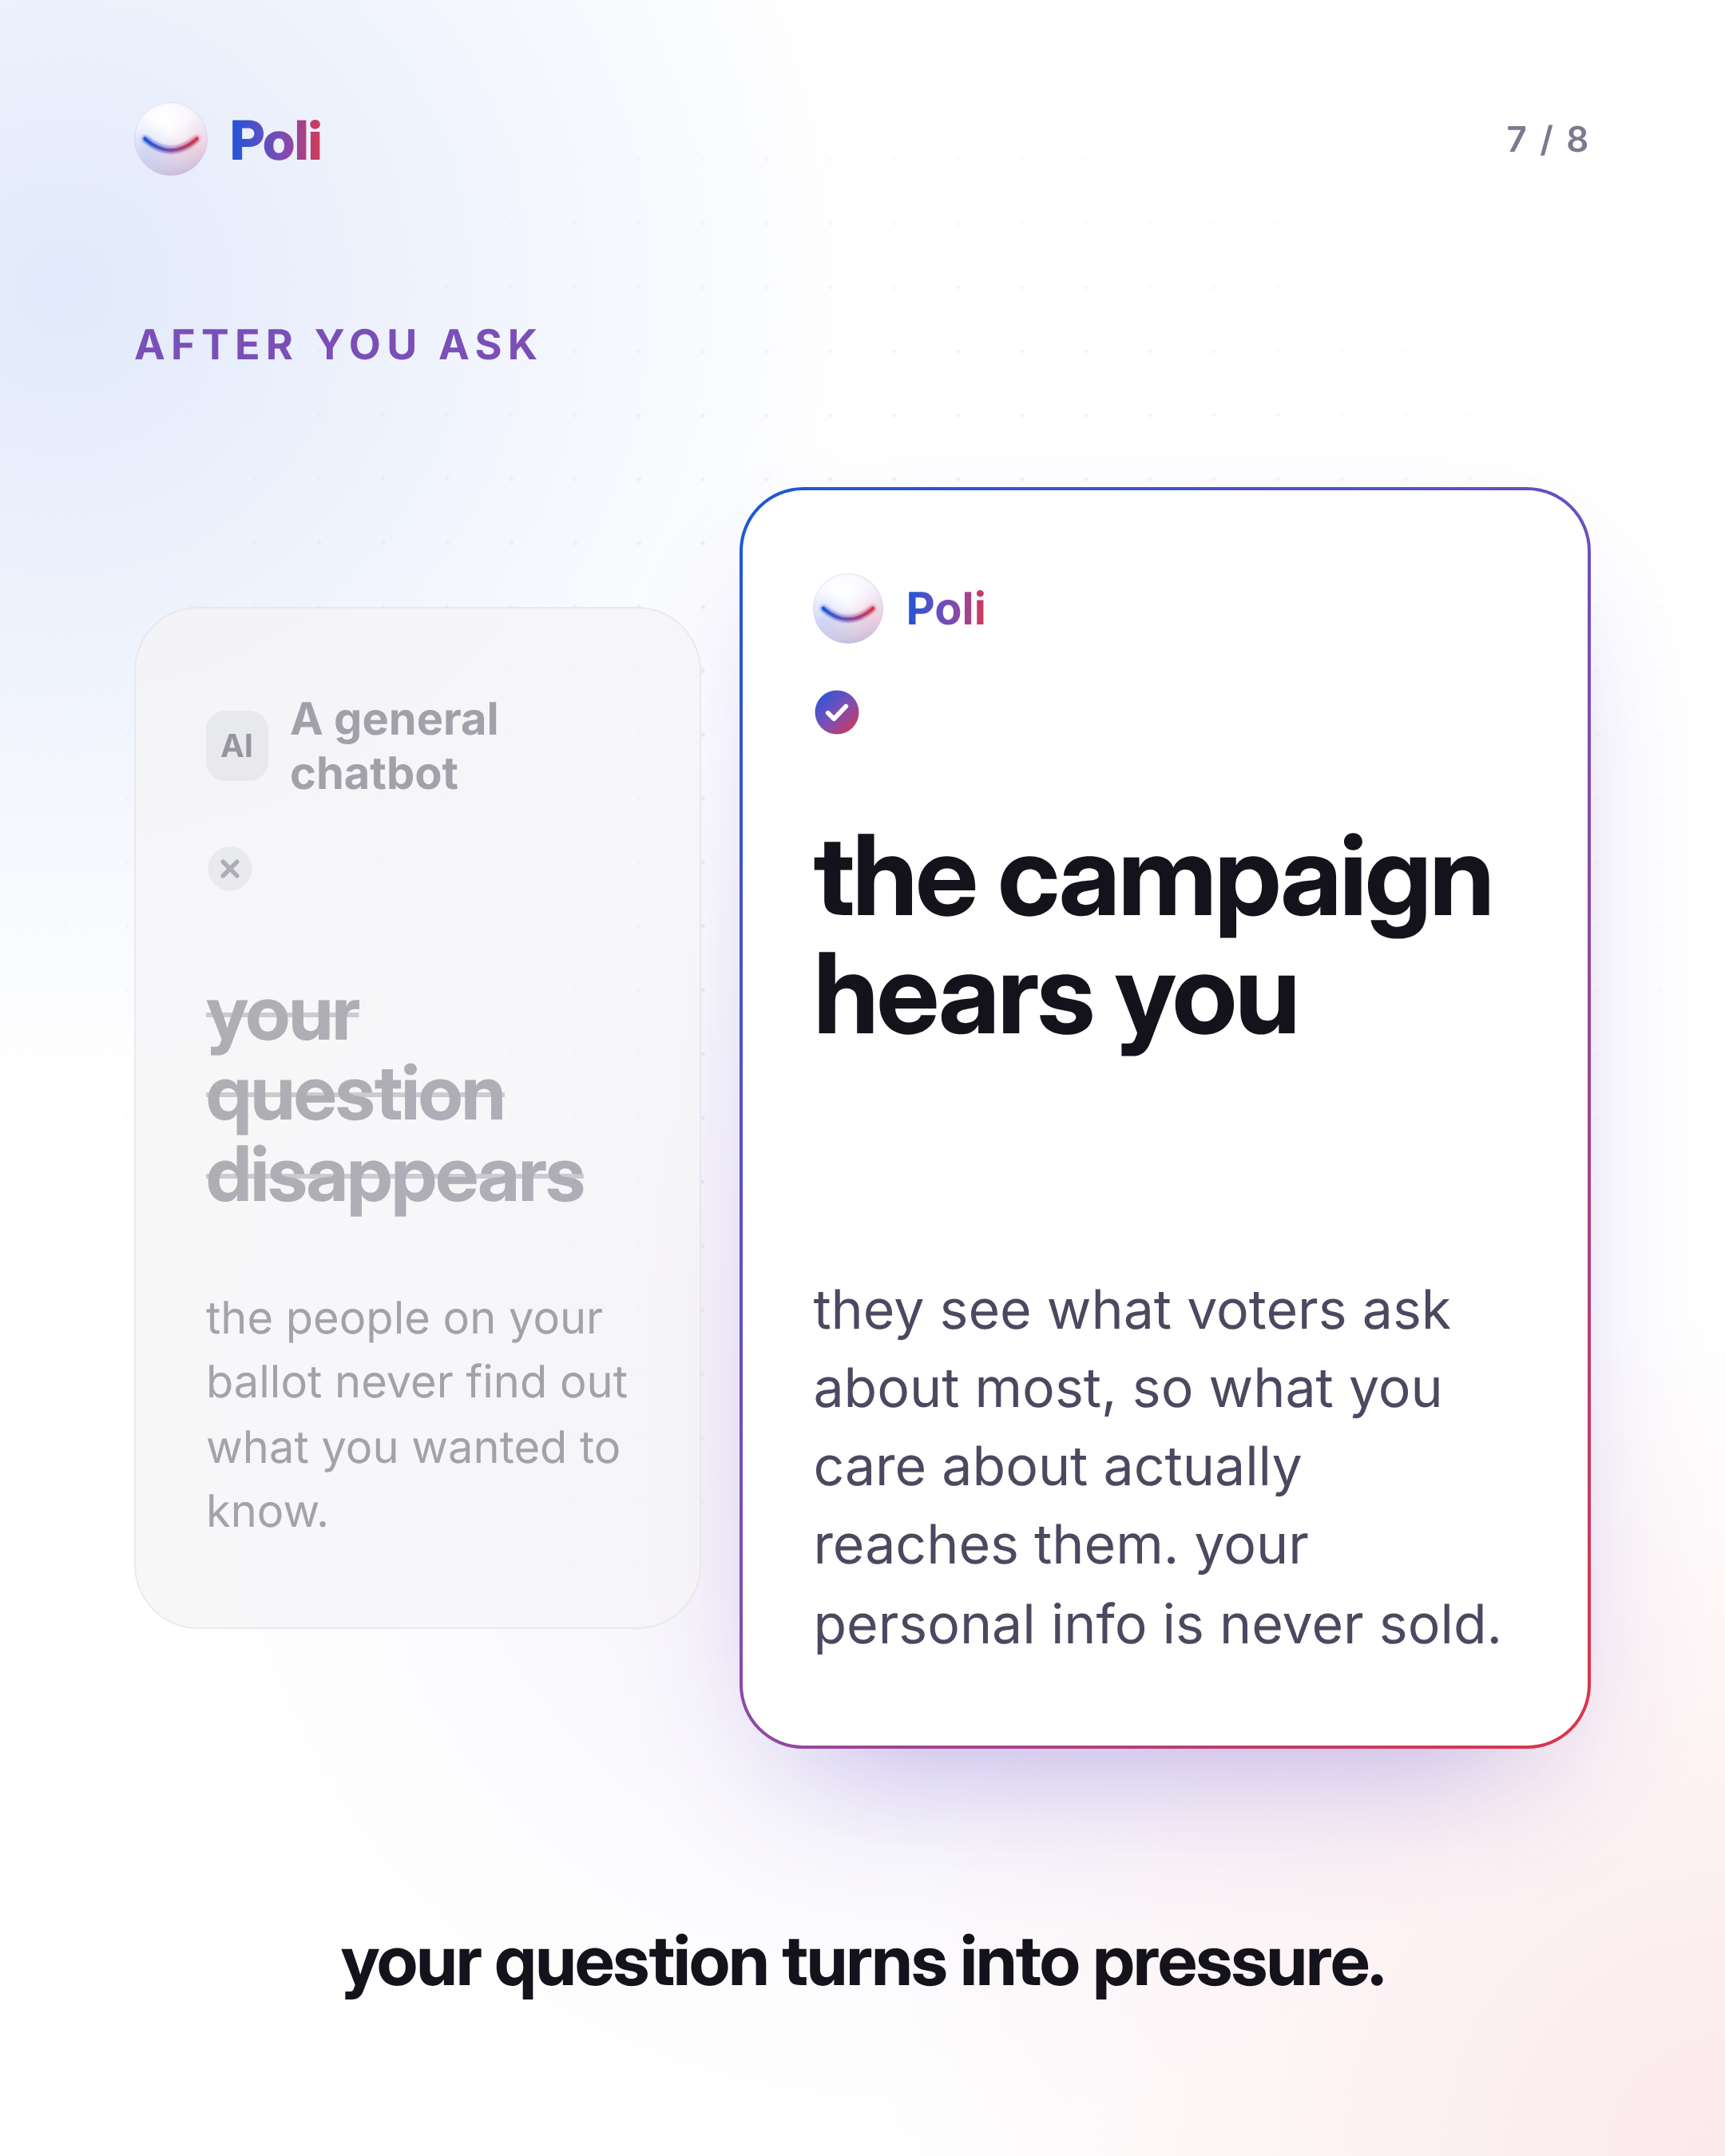 Poli
7 / 8
AFTER YOU ASK
AI
A general
chatbot
your
question
disappears
the people on your
ballot never find out
what you wanted to
know.
Poli
the campaign
hears you
they see what voters ask
about most, so what you
care about actually
reaches them. your
personal info is never sold.
your question turns into pressure.